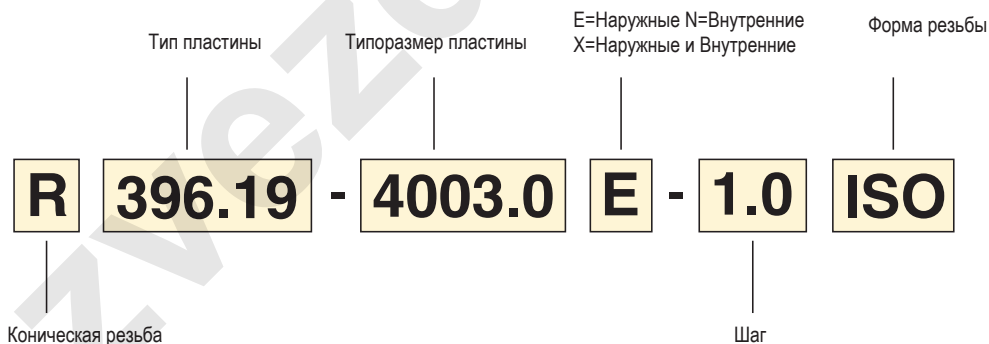 E=Наружные N=Внутренние
X=Наружные и Внутренние
Форма резьбы
Тип пластины
Типоразмер пластины
R 396.19 - 4003.0 E - 1.0 ISO
Коническая резьба
Шаг